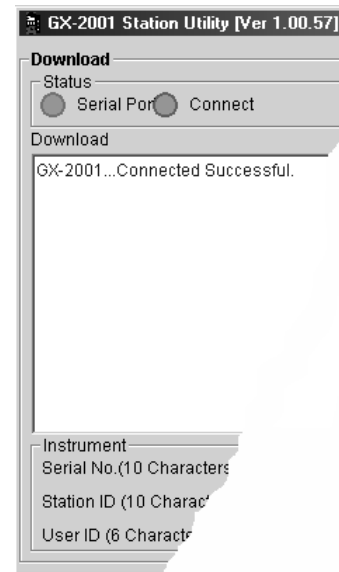 GX-2001 Station Utility [Ver 1.00.57]
Download
Status
Serial Port Connect
Download
GX-2001...Connected Successful.
Instrument
Serial No.(10 Characters
Station ID (10 Charac
User ID (6 Characte